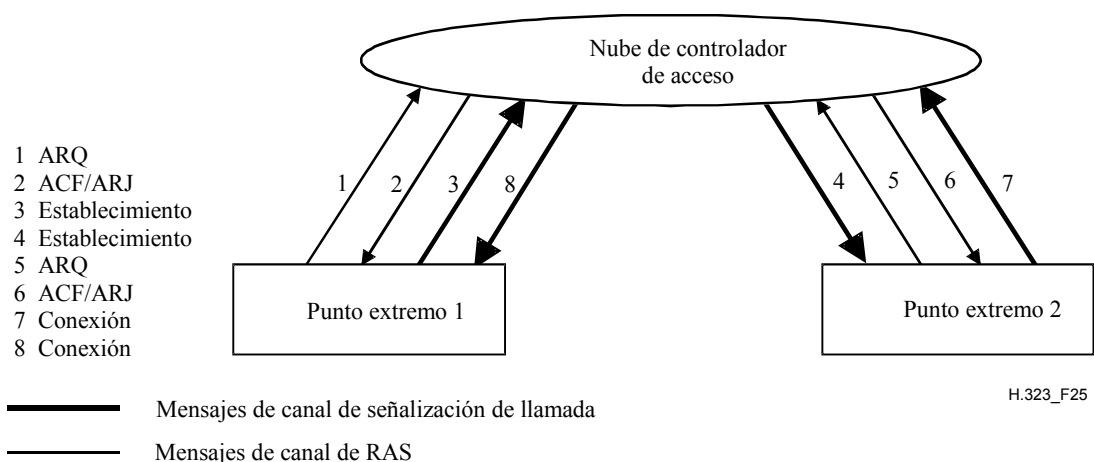 Nube de controlador
de acceso
1 ARQ
2 ACF/ARJ
3 Establecimiento
4 Establecimiento
5 ARQ
6 ACF/ARJ
7 Conexión
8 Conexión
1
2
3
8
4
5
6
7
Punto extremo 1
Punto extremo 2
H.323_F25
Mensajes de canal de señalización de llamada
Mensajes de canal de RAS